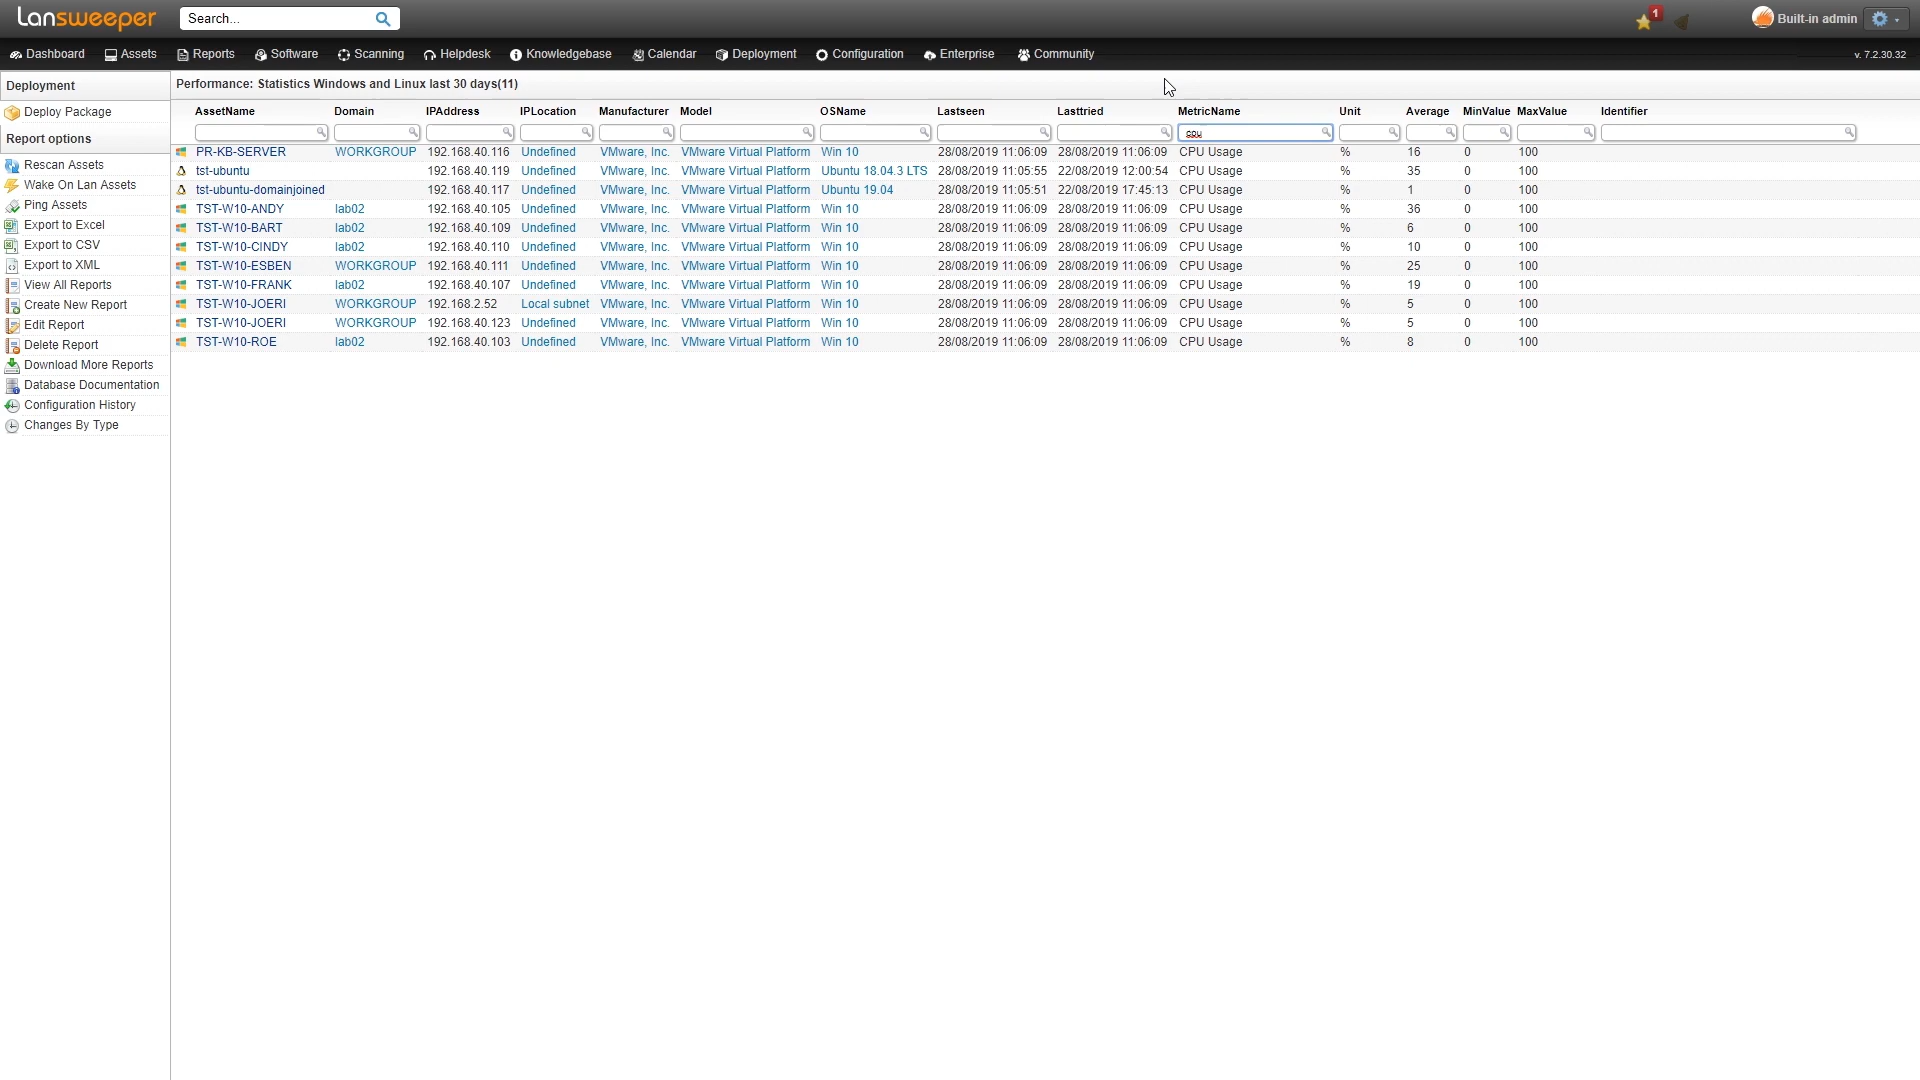 Lansweeper
Search...
1
Built-in admin
Dashboard Assets Reports Software Scanning Helpdesk Knowledgebase Calendar Deployment Configuration Enterprise Community
v. 7.2.30.32
Deployment
Deploy Package
Report options
Rescan Assets
Wake On Lan Assets
Ping Assets
Export to Excel
Export to CSV
Export to XML
View All Reports
Create New Report
Edit Report
Delete Report
Download More Reports
Database Documentation
Configuration History
Changes By Type
Performance: Statistics Windows and Linux last 30 days(11)
AssetName Domain IPAddress IPLocation Manufacturer Model OSName Lastseen Lasttried MetricName Unit Average MinValue MaxValue Identifier
cpu
PR-KB-SERVER WORKGROUP 192.168.40.116 Undefined VMware, Inc. VMware Virtual Platform Win 10 28/08/2019 11:06:09 28/08/2019 11:06:09 CPU Usage % 16 0 100
tst-ubuntu 192.168.40.119 Undefined VMware, Inc. VMware Virtual Platform Ubuntu 18.04.3 LTS 28/08/2019 11:05:55 22/08/2019 12:00:54 CPU Usage % 35 0 100
tst-ubuntu-domainjoined 192.168.40.117 Undefined VMware, Inc. VMware Virtual Platform Ubuntu 19.04 28/08/2019 11:05:51 22/08/2019 17:45:13 CPU Usage % 1 0 100
TST-W10-ANDY lab02 192.168.40.105 Undefined VMware, Inc. VMware Virtual Platform Win 10 28/08/2019 11:06:09 28/08/2019 11:06:09 CPU Usage % 36 0 100
TST-W10-BART lab02 192.168.40.109 Undefined VMware, Inc. VMware Virtual Platform Win 10 28/08/2019 11:06:09 28/08/2019 11:06:09 CPU Usage % 6 0 100
TST-W10-CINDY lab02 192.168.40.110 Undefined VMware, Inc. VMware Virtual Platform Win 10 28/08/2019 11:06:09 28/08/2019 11:06:09 CPU Usage % 10 0 100
TST-W10-ESBEN WORKGROUP 192.168.40.111 Undefined VMware, Inc. VMware Virtual Platform Win 10 28/08/2019 11:06:09 28/08/2019 11:06:09 CPU Usage % 25 0 100
TST-W10-FRANK lab02 192.168.40.107 Undefined VMware, Inc. VMware Virtual Platform Win 10 28/08/2019 11:06:09 28/08/2019 11:06:09 CPU Usage % 19 0 100
TST-W10-JOERI WORKGROUP 192.168.2.52 Local subnet VMware, Inc. VMware Virtual Platform Win 10 28/08/2019 11:06:09 28/08/2019 11:06:09 CPU Usage % 5 0 100
TST-W10-JOERI WORKGROUP 192.168.40.123 Undefined VMware, Inc. VMware Virtual Platform Win 10 28/08/2019 11:06:09 28/08/2019 11:06:09 CPU Usage % 5 0 100
TST-W10-ROE lab02 192.168.40.103 Undefined VMware, Inc. VMware Virtual Platform Win 10 28/08/2019 11:06:09 28/08/2019 11:06:09 CPU Usage % 8 0 100